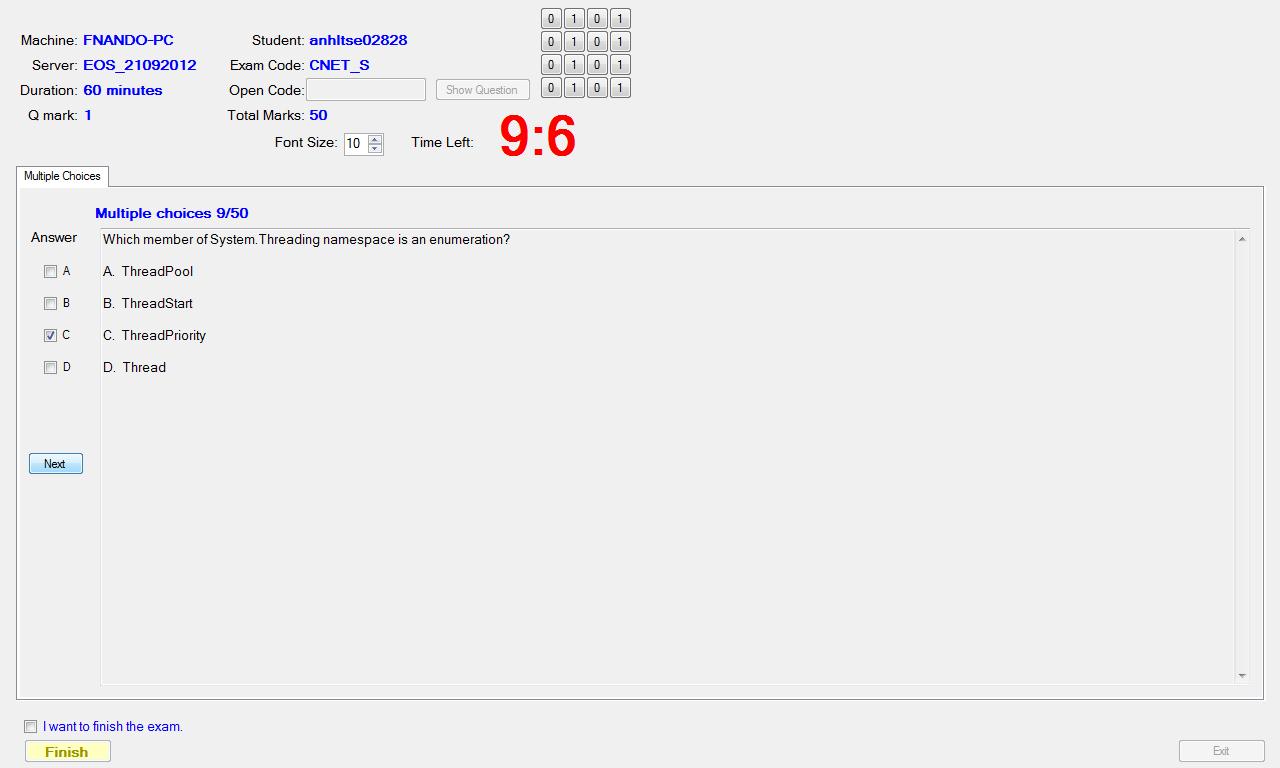 Machine: FNANDO-PC Student: anhltse02828
Server: EOS_21092012 Exam Code: CNET_S
Duration: 60 minutes Open Code: Show Question
Q mark: 1 Total Marks: 50
0 1 0 1
0 1 0 1
0 1 0 1
0 1 0 1
Font Size: 10 Time Left: 9:6
Multiple Choices
Multiple choices 9/50
Answer
Which member of System.Threading namespace is an enumeration?
A A. ThreadPool
B B. ThreadStart
C C. ThreadPriority
D D. Thread
Next
I want to finish the exam.
Finish Exit